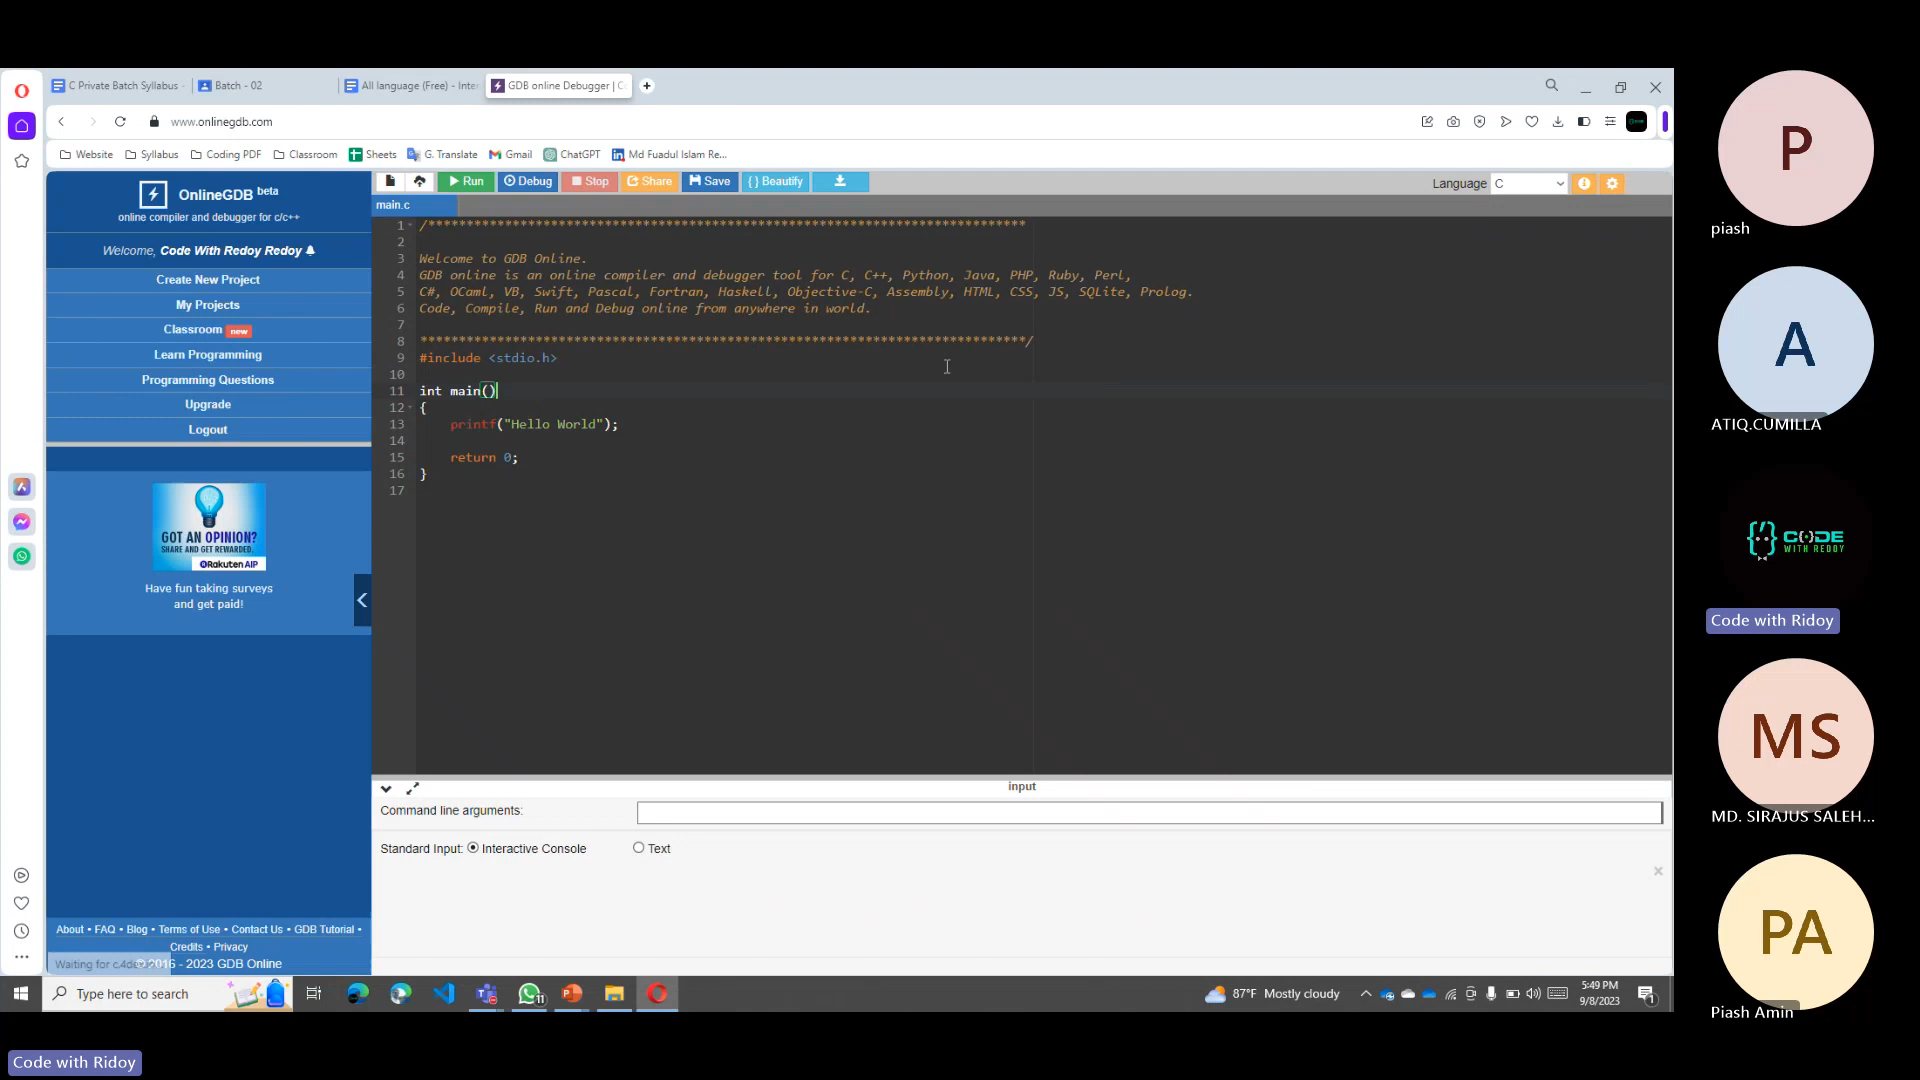 C Private Batch Syllabus
Batch - 02
All language (Free) - Inte
GDB online Debugger | C
www.onlinegdb.com
Website
Syllabus
Coding PDF
Classroom
Sheets
G. Translate
Gmail
ChatGPT
Md Fuadul Islam Re...
OnlineGDB beta
online compiler and debugger for c/c++
Welcome, Code With Redoy Redoy
Create New Project
My Projects
Classroom new
Learn Programming
Programming Questions
Upgrade
Logout
GOT AN OPINION?
SHARE AND GET REWARDED.
Rakuten AIP
Have fun taking surveys
and get paid!
About • FAQ • Blog • Terms of Use • Contact Us • GDB Tutorial •
Credits • Privacy
© 2016 - 2023 GDB Online
Waiting for
Run
Debug
Stop
Share
Save
{ } Beautify
Language C
main.c
1 /******************************************************************************
2
3 Welcome to GDB Online.
4 GDB online is an online compiler and debugger tool for C, C++, Python, Java, PHP, Ruby, Perl,
5 C#, OCaml, VB, Swift, Pascal, Fortran, Haskell, Objective-C, Assembly, HTML, CSS, JS, SQLite, Prolog.
6 Code, Compile, Run and Debug online from anywhere in world.
7
8 *******************************************************************************/
9 #include <stdio.h>
10
11 int main()
12 {
13 printf("Hello World");
14
15 return 0;
16 }
17
input
Command line arguments:
Standard Input: Interactive Console Text
Type here to search
11
87°F Mostly cloudy
5:49 PM
9/8/2023
1
P
piash
A
ATIQ.CUMILLA
CODE
WITH REDOY
Code with Ridoy
MS
MD. SIRAJUS SALEH...
PA
Piash Amin
Code with Ridoy